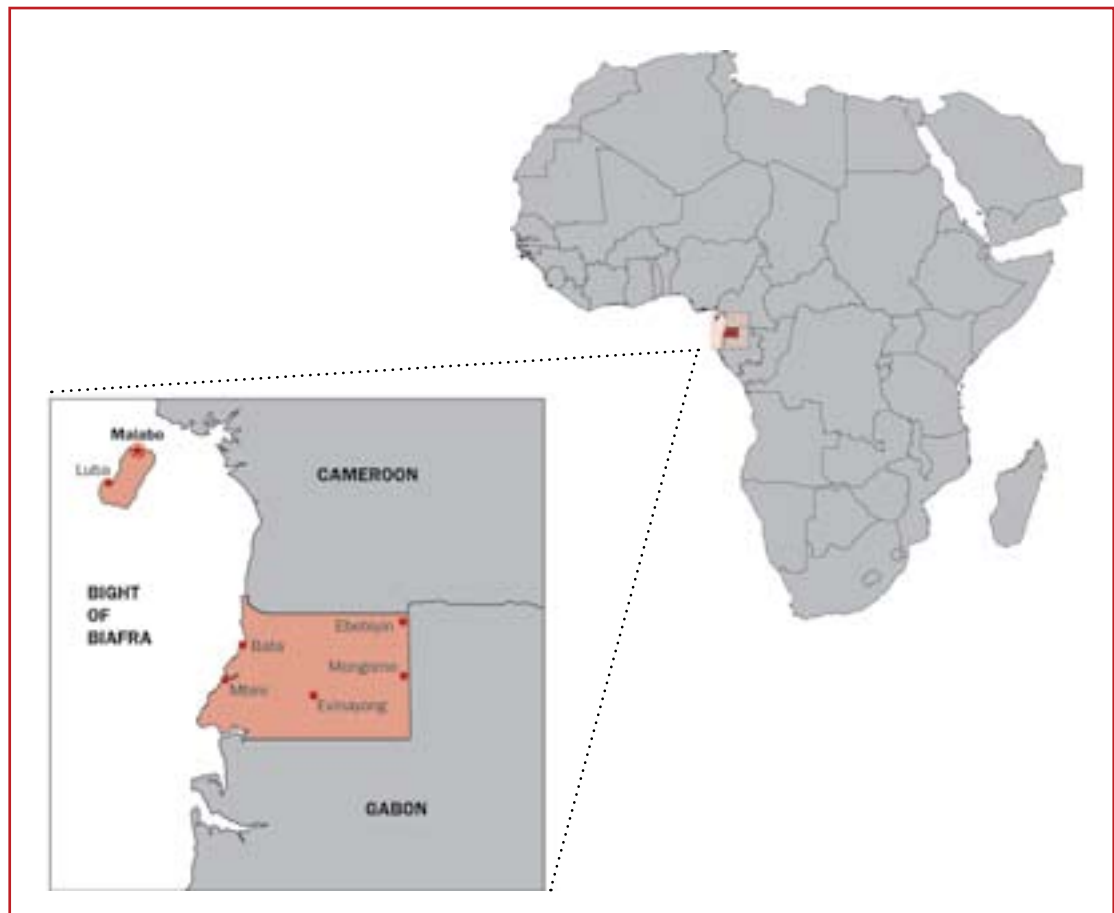 Malabo
Luba
CAMEROON
BIGHT
OF
BIAFRA
Ebebiyin
Bata
Mongomo
Mbini
Evinayong
GABON